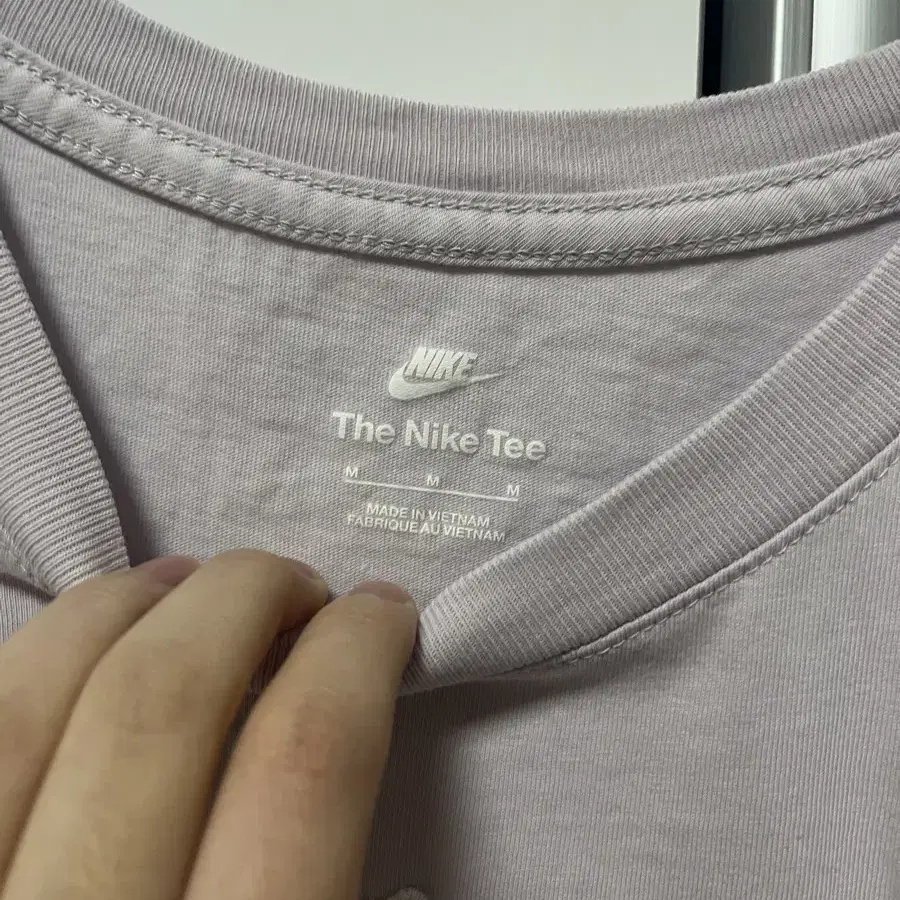 NIKE
The Nike Tee
M M M
MADE IN VIETNAM
FABRIQUE AU VIETNAM